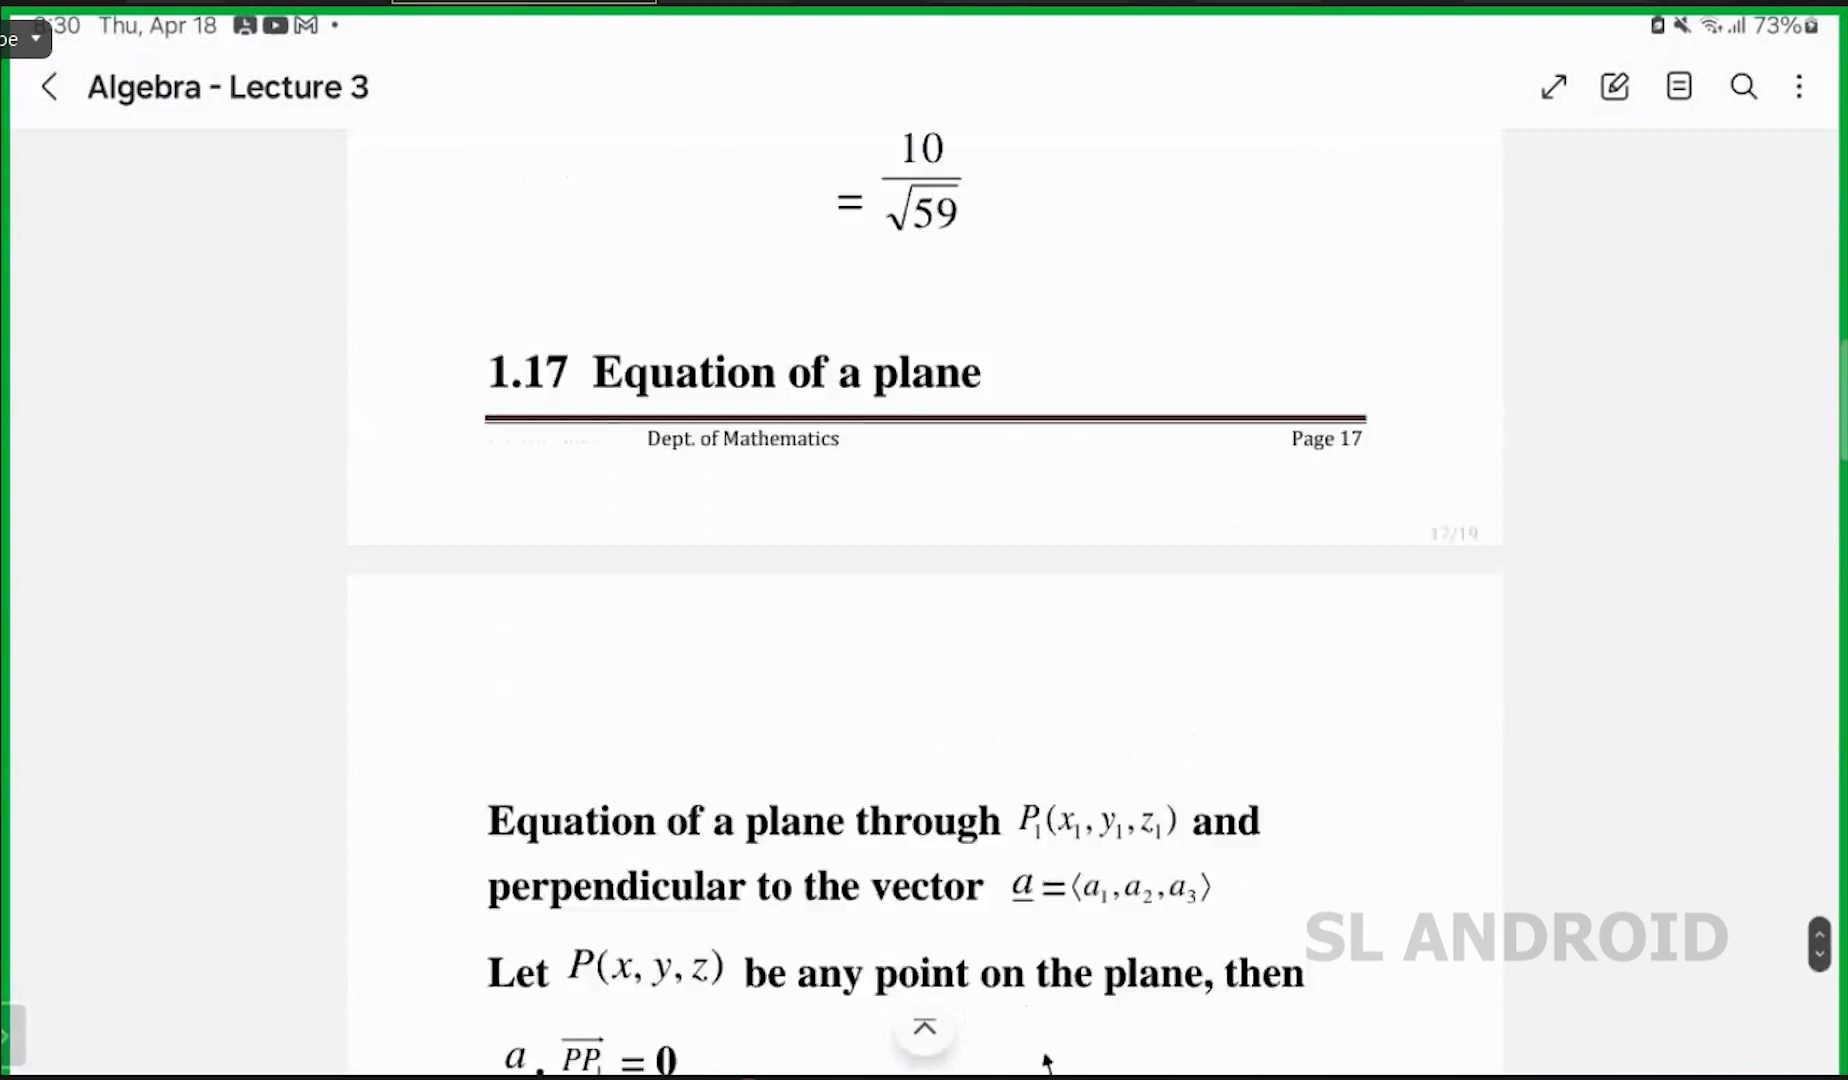 :30 Thu, Apr 18
73%
pe
Algebra - Lecture 3
10
= √59
1.17 Equation of a plane
Dept. of Mathematics Page 17
17/19
Equation of a plane through P₁(x₁, y₁, z₁) and
perpendicular to the vector a = ⟨a₁, a₂, a₃⟩
SL ANDROID
Let P(x, y, z) be any point on the plane, then
a . PP₁ = 0